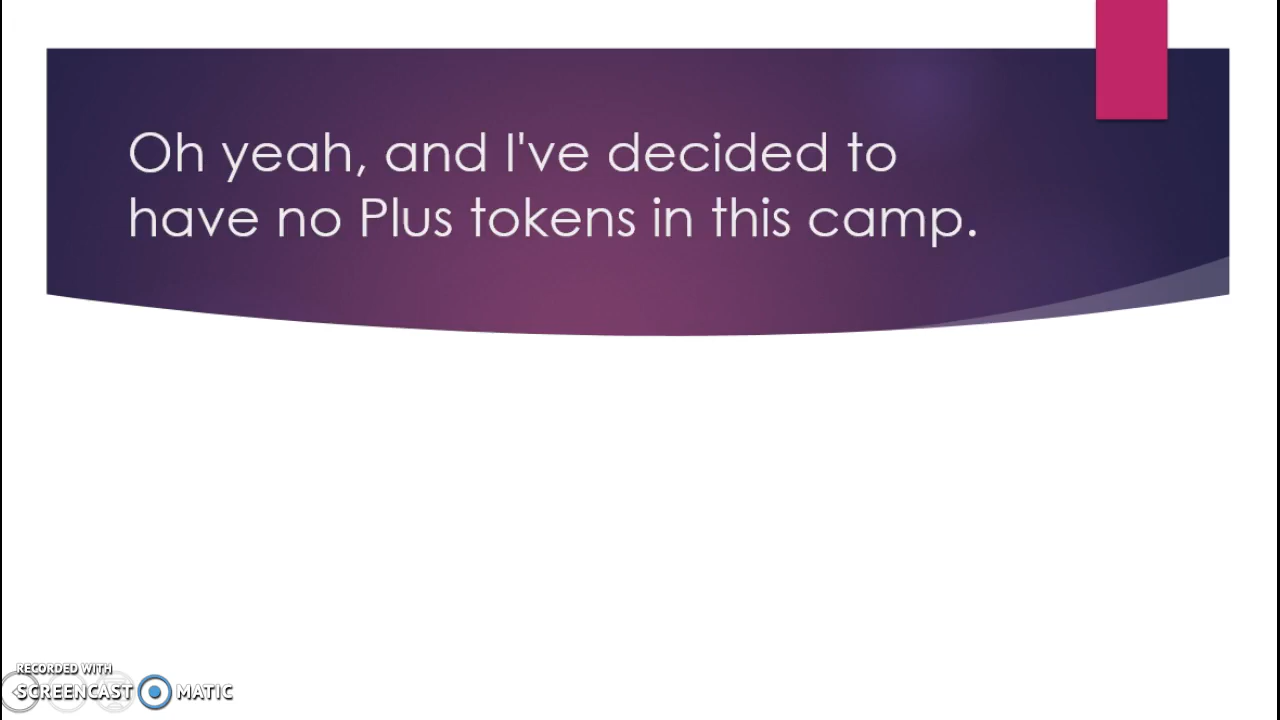 Oh yeah, and I've decided to
have no Plus tokens in this camp.
RECORDED WITH
SCREENCAST MATIC